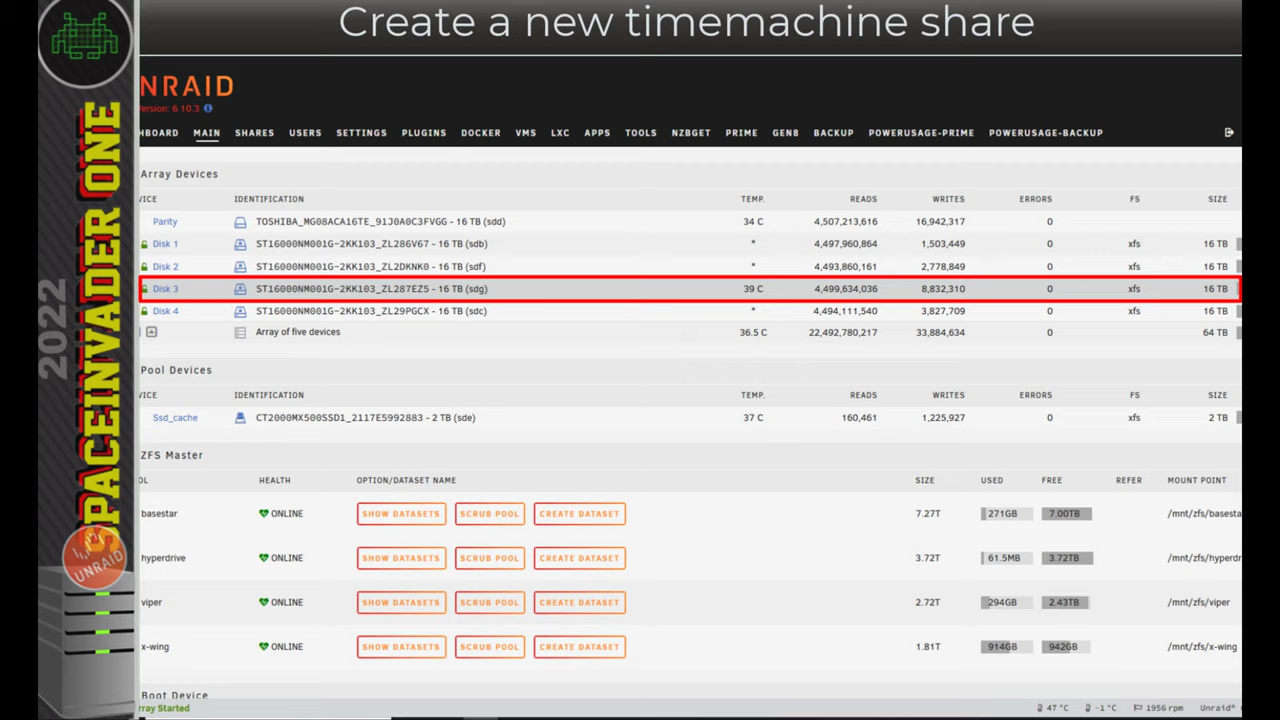 Create a new timemachine share
SPACEINVADER ONE
2022
UNRAID
NRAID
Version: 6.10.3
HBOARD MAIN SHARES USERS SETTINGS PLUGINS DOCKER VMS LXC APPS TOOLS NZBGET PRIME GEN8 BACKUP POWERUSAGE-PRIME POWERUSAGE-BACKUP
Array Devices
VICE IDENTIFICATION TEMP. READS WRITES ERRORS FS SIZE
Parity TOSHIBA_MG08ACA16TE_91J0A0C3FVGG - 16 TB (sdd) 34 C 4,507,213,616 16,942,317 0
Disk 1 ST16000NM001G-2KK103_ZL286V67 - 16 TB (sdb) * 4,497,960,864 1,503,449 0 xfs 16 TB
Disk 2 ST16000NM001G-2KK103_ZL2DKNK0 - 16 TB (sdf) * 4,493,860,161 2,778,849 0 xfs 16 TB
Disk 3 ST16000NM001G-2KK103_ZL287EZ5 - 16 TB (sdg) 39 C 4,499,634,036 8,832,310 0 xfs 16 TB
Disk 4 ST16000NM001G-2KK103_ZL29PGCX - 16 TB (sdc) * 4,494,111,540 3,827,709 0 xfs 16 TB
Array of five devices 36.5 C 22,492,780,217 33,884,634 0 64 TB
Pool Devices
VICE IDENTIFICATION TEMP. READS WRITES ERRORS FS SIZE
Ssd_cache CT2000MX500SSD1_2117E5992883 - 2 TB (sde) 37 C 160,461 1,225,927 0 xfs 2 TB
ZFS Master
OL HEALTH OPTION/DATASET NAME SIZE USED FREE REFER MOUNT POINT
basestar ONLINE SHOW DATASETS SCRUB POOL CREATE DATASET 7.27T 271GB 7.00TB /mnt/zfs/basesta
hyperdrive ONLINE SHOW DATASETS SCRUB POOL CREATE DATASET 3.72T 61.5MB 3.72TB /mnt/zfs/hyperdr
viper ONLINE SHOW DATASETS SCRUB POOL CREATE DATASET 2.72T 294GB 2.43TB /mnt/zfs/viper
x-wing ONLINE SHOW DATASETS SCRUB POOL CREATE DATASET 1.81T 914GB 942GB /mnt/zfs/x-wing
Boot Device
rray Started 47 °C -1 °C 1956 rpm Unraid®